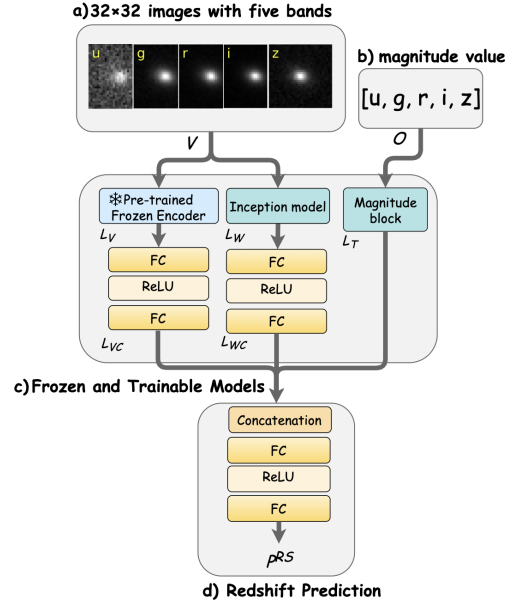 a) 32×32 images with five bands
u g r i z
b) magnitude value
[u, g, r, i, z]
V
O
❄Pre-trained
Frozen Encoder
Inception model
Magnitude
block
L_V
L_W
L_T
FC
FC
ReLU
ReLU
FC
FC
L_VC
L_WC
c) Frozen and Trainable Models
Concatenation
FC
ReLU
FC
pRS
d) Redshift Prediction